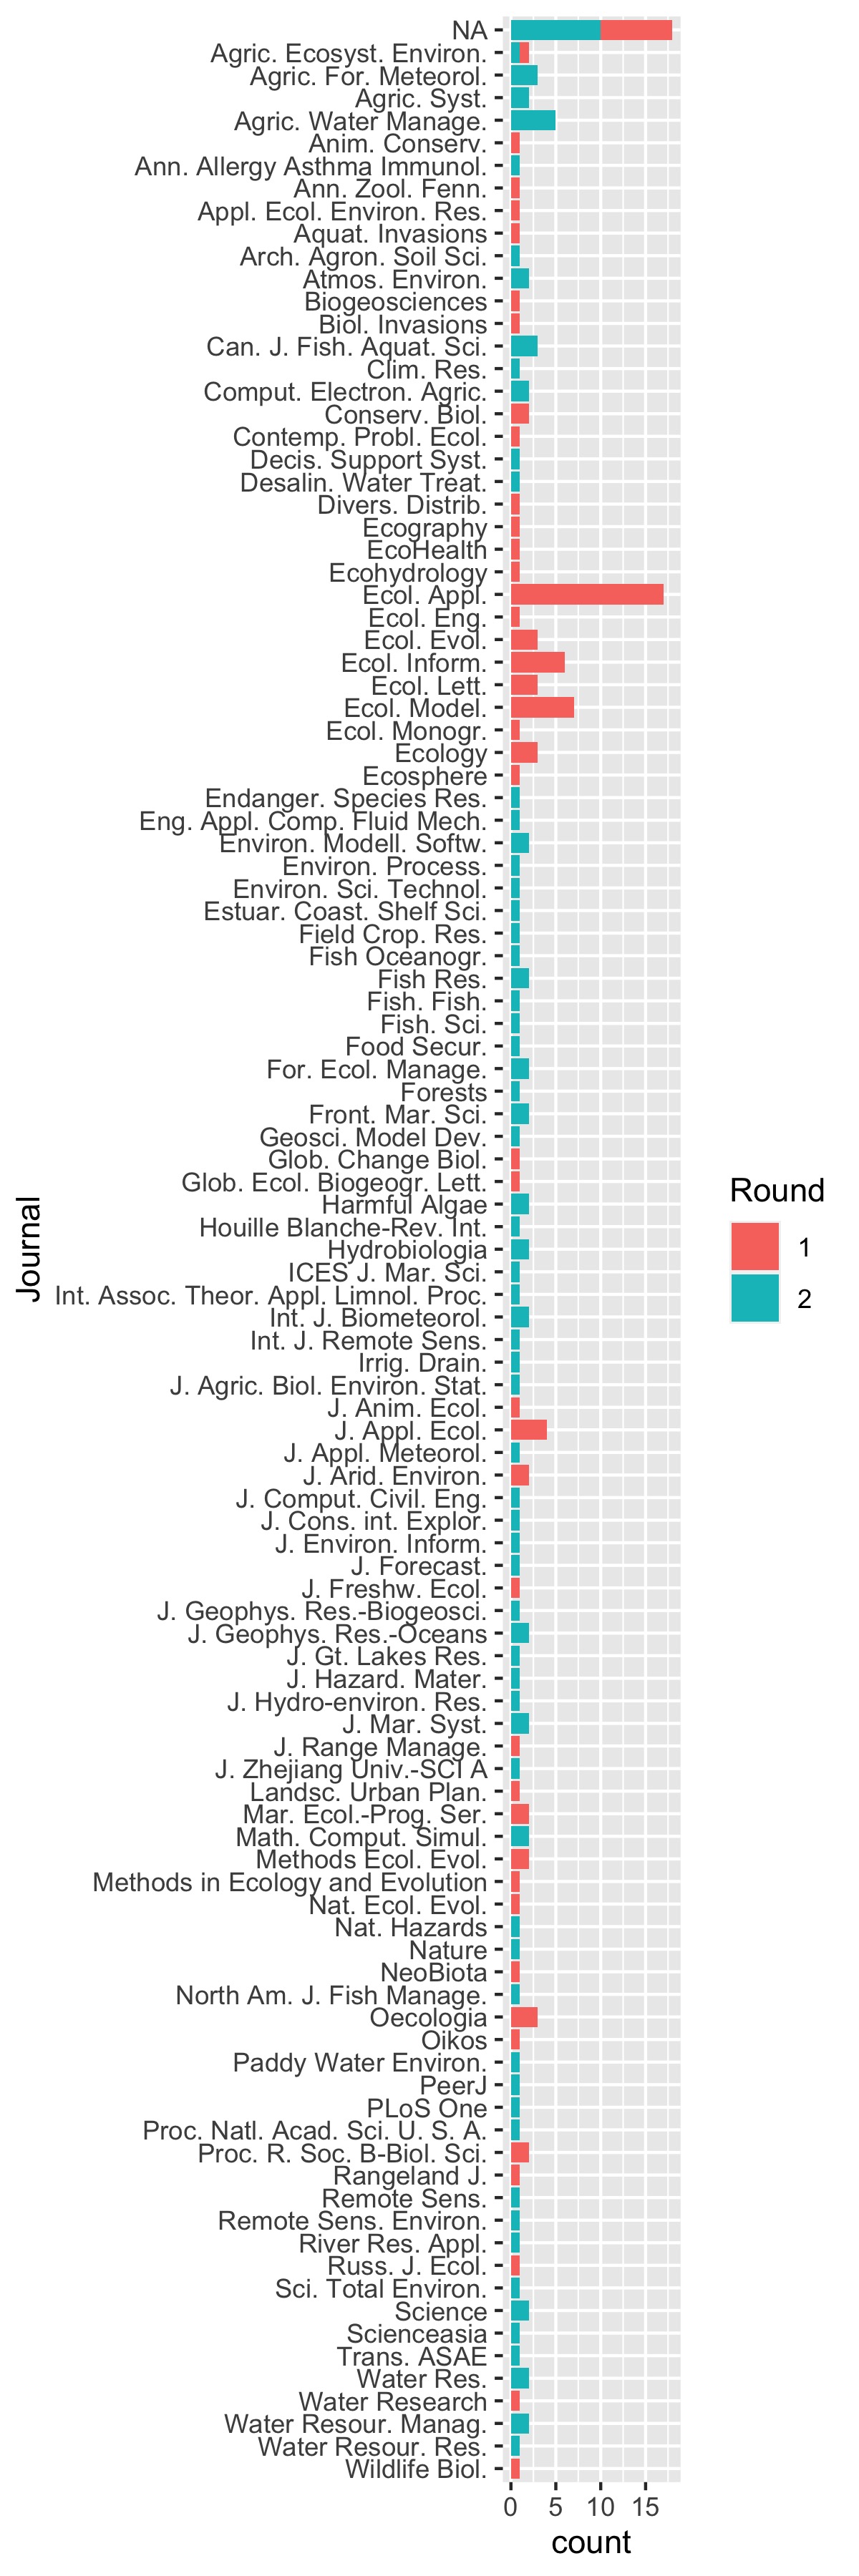 NA
Agric. Ecosyst. Environ.
Agric. For. Meteorol.
Agric. Syst.
Agric. Water Manage.
Anim. Conserv.
Ann. Allergy Asthma Immunol.
Ann. Zool. Fenn.
Appl. Ecol. Environ. Res.
Aquat. Invasions
Arch. Agron. Soil Sci.
Atmos. Environ.
Biogeosciences
Biol. Invasions
Can. J. Fish. Aquat. Sci.
Clim. Res.
Comput. Electron. Agric.
Conserv. Biol.
Contemp. Probl. Ecol.
Decis. Support Syst.
Desalin. Water Treat.
Divers. Distrib.
Ecography
EcoHealth
Ecohydrology
Ecol. Appl.
Ecol. Eng.
Ecol. Evol.
Ecol. Inform.
Ecol. Lett.
Ecol. Model.
Ecol. Monogr.
Ecology
Ecosphere
Endanger. Species Res.
Eng. Appl. Comp. Fluid Mech.
Environ. Modell. Softw.
Environ. Process.
Environ. Sci. Technol.
Estuar. Coast. Shelf Sci.
Field Crop. Res.
Fish Oceanogr.
Fish Res.
Fish. Fish.
Fish. Sci.
Food Secur.
For. Ecol. Manage.
Forests
Front. Mar. Sci.
Geosci. Model Dev.
Glob. Change Biol.
Glob. Ecol. Biogeogr. Lett.
Harmful Algae
Houille Blanche-Rev. Int.
Hydrobiologia
ICES J. Mar. Sci.
Int. Assoc. Theor. Appl. Limnol. Proc.
Int. J. Biometeorol.
Int. J. Remote Sens.
Irrig. Drain.
J. Agric. Biol. Environ. Stat.
J. Anim. Ecol.
J. Appl. Ecol.
J. Appl. Meteorol.
J. Arid. Environ.
J. Comput. Civil. Eng.
J. Cons. int. Explor.
J. Environ. Inform.
J. Forecast.
J. Freshw. Ecol.
J. Geophys. Res.-Biogeosci.
J. Geophys. Res.-Oceans
J. Gt. Lakes Res.
J. Hazard. Mater.
J. Hydro-environ. Res.
J. Mar. Syst.
J. Range Manage.
J. Zhejiang Univ.-SCI A
Landsc. Urban Plan.
Mar. Ecol.-Prog. Ser.
Math. Comput. Simul.
Methods Ecol. Evol.
Methods in Ecology and Evolution
Nat. Ecol. Evol.
Nat. Hazards
Nature
NeoBiota
North Am. J. Fish Manage.
Oecologia
Oikos
Paddy Water Environ.
PeerJ
PLoS One
Proc. Natl. Acad. Sci. U. S. A.
Proc. R. Soc. B-Biol. Sci.
Rangeland J.
Remote Sens.
Remote Sens. Environ.
River Res. Appl.
Russ. J. Ecol.
Sci. Total Environ.
Science
Scienceasia
Trans. ASAE
Water Res.
Water Research
Water Resour. Manag.
Water Resour. Res.
Wildlife Biol.
0 5 10 15
count
Journal
Round
1
2